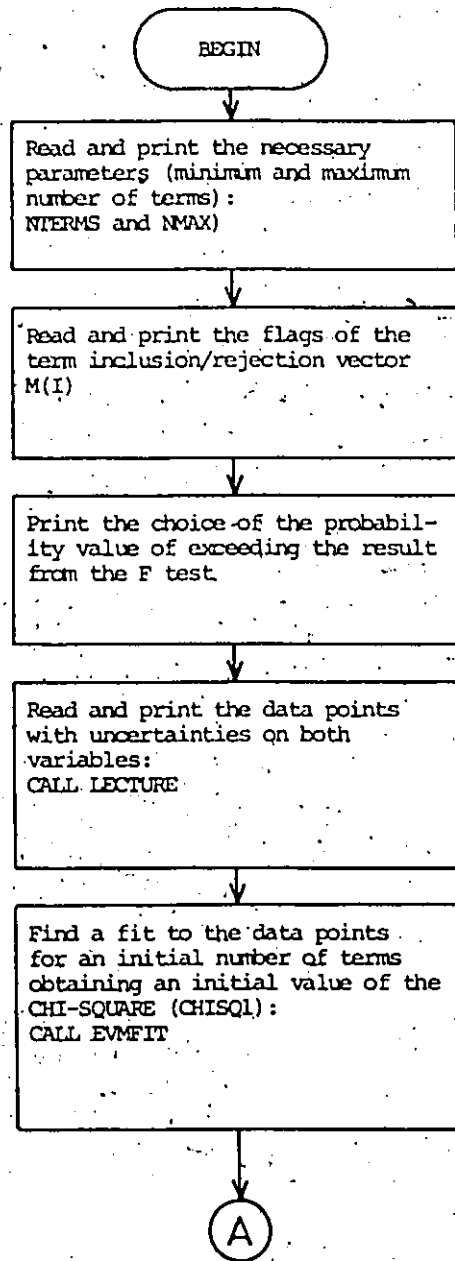 BEGIN
Read and print the necessary
parameters (minimum and maximum
number of terms):
NTERMS and NMAX)
Read and print the flags of the
term inclusion/rejection vector
M(I)
Print the choice of the probabil-
ity value of exceeding the result
from the F test
Read and print the data points
with uncertainties on both
variables:
CALL LECTURE
Find a fit to the data points
for an initial number of terms
obtaining an initial value of the
CHI-SQUARE (CHISQ1):
CALL EVMFIT
A